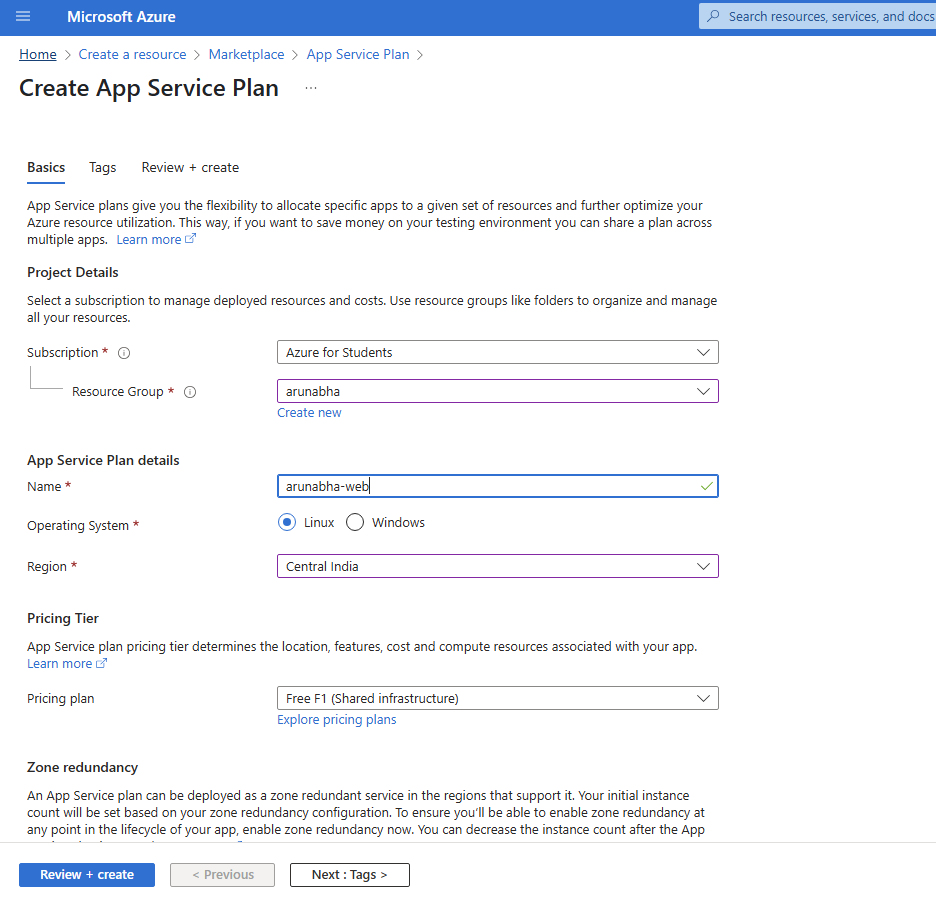 Microsoft Azure
Search resources, services, and docs
Home > Create a resource > Marketplace > App Service Plan >
Create App Service Plan ...
Basics Tags Review + create
App Service plans give you the flexibility to allocate specific apps to a given set of resources and further optimize your
Azure resource utilization. This way, if you want to save money on your testing environment you can share a plan across
multiple apps. Learn more
Project Details
Select a subscription to manage deployed resources and costs. Use resource groups like folders to organize and manage
all your resources.
Subscription * Azure for Students
Resource Group * arunabha
Create new
App Service Plan details
Name * arunabha-web
Operating System * Linux Windows
Region * Central India
Pricing Tier
App Service plan pricing tier determines the location, features, cost and compute resources associated with your app.
Learn more
Pricing plan Free F1 (Shared infrastructure)
Explore pricing plans
Zone redundancy
An App Service plan can be deployed as a zone redundant service in the regions that support it. Your initial instance
count will be set based on your zone redundancy configuration. To ensure you'll be able to enable zone redundancy at
any point in the lifecycle of your app, enable zone redundancy now. You can decrease the instance count after the App
Review + create < Previous Next : Tags >